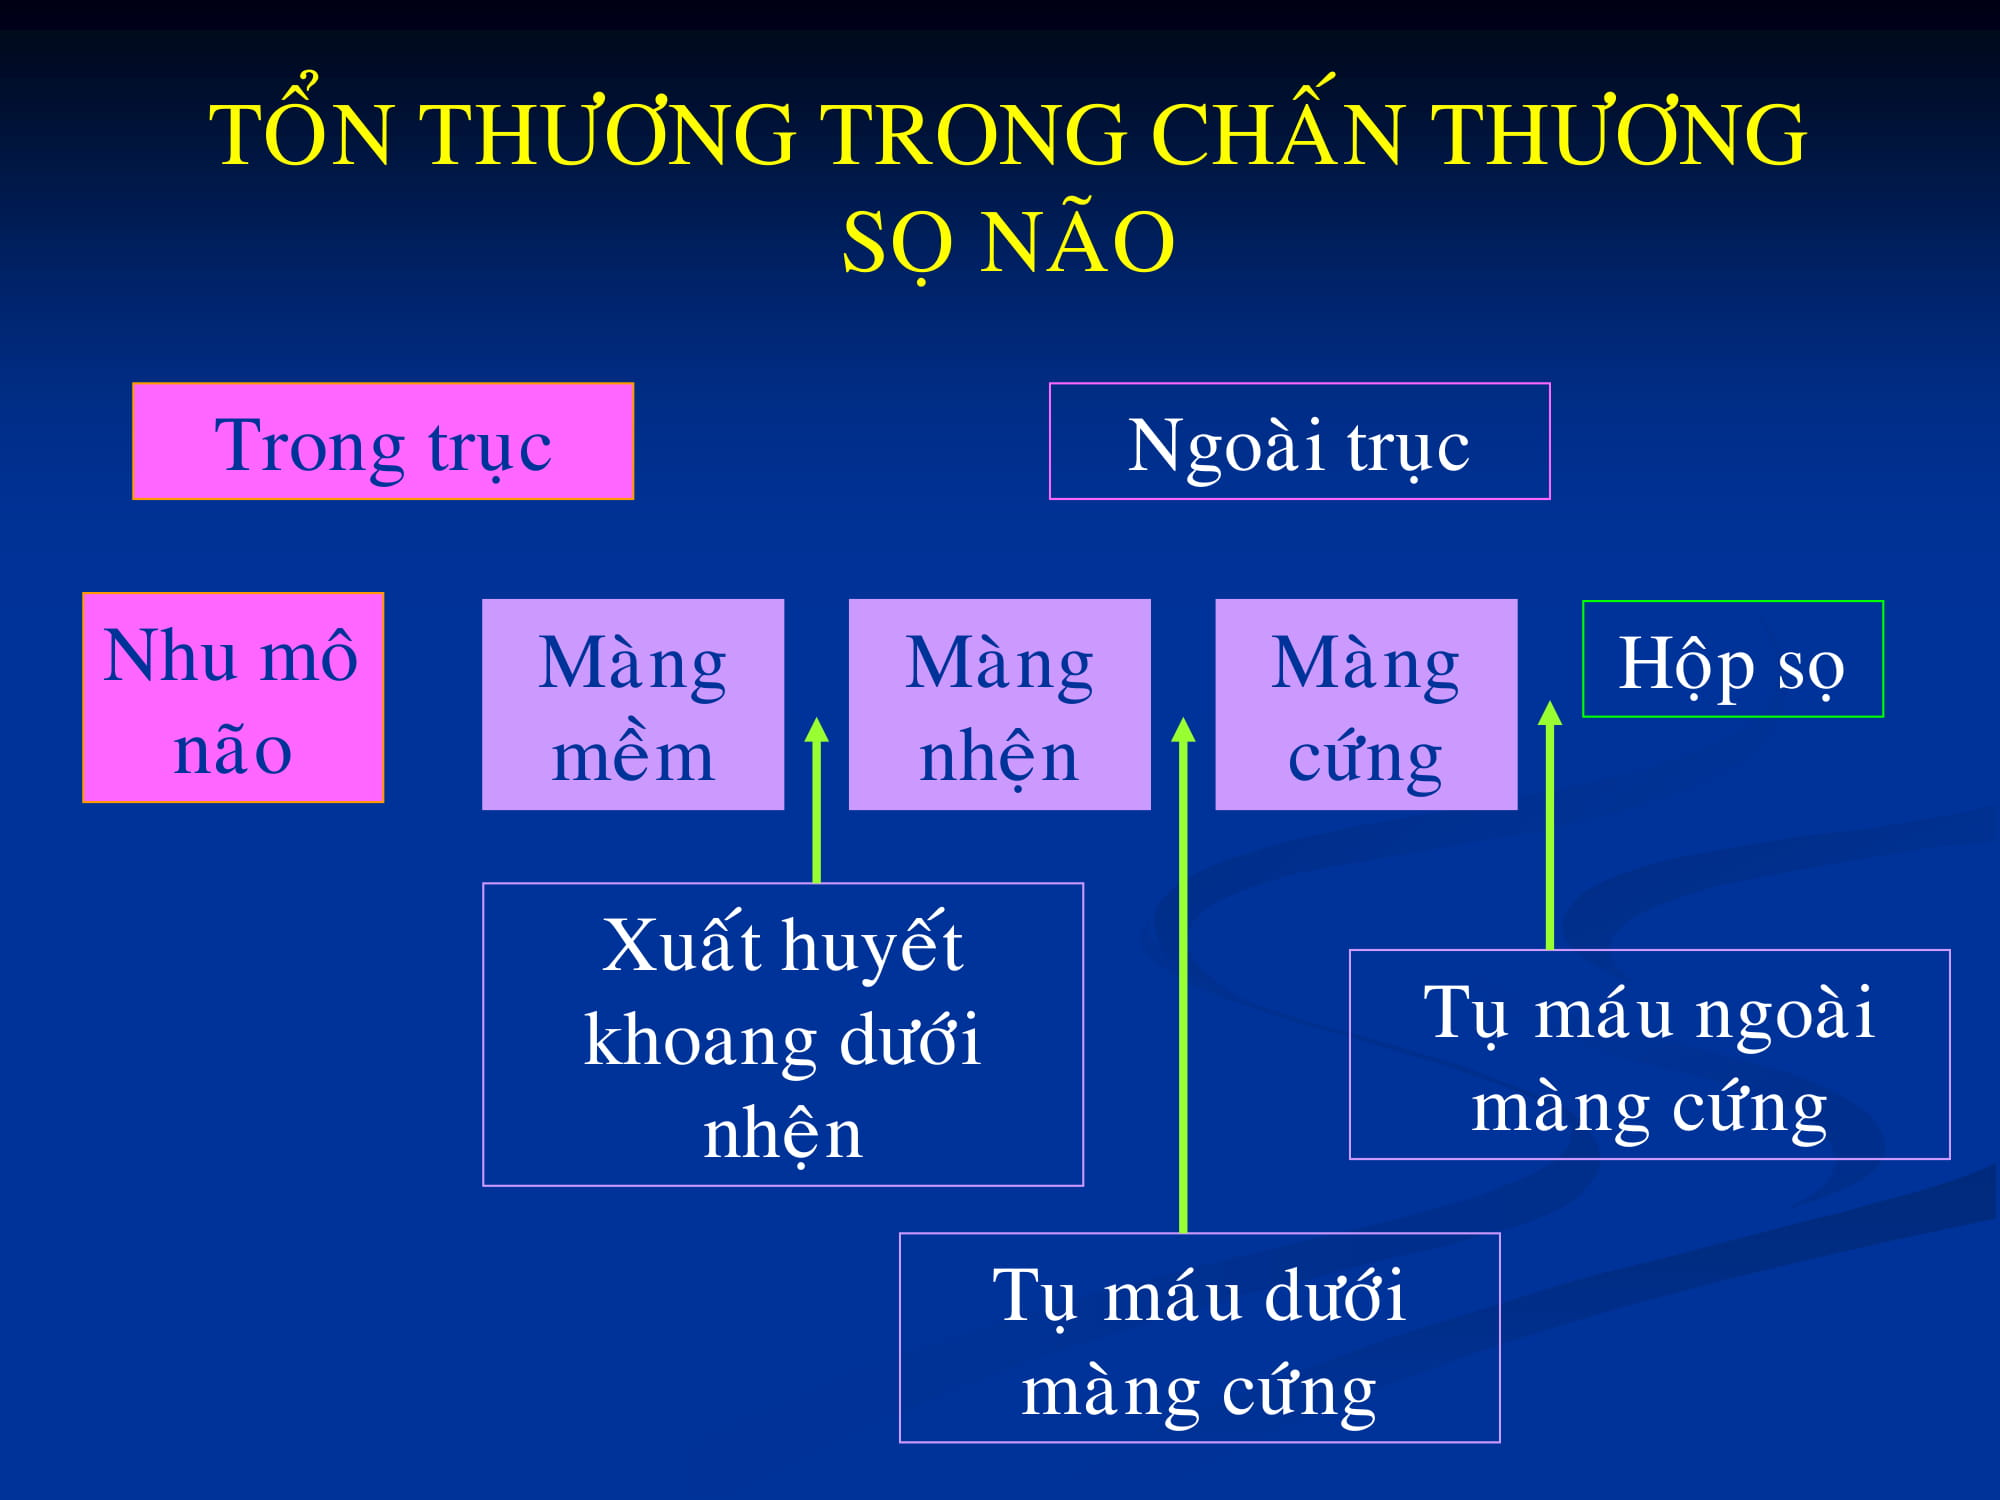 TỔN THƯƠNG TRONG CHẤN THƯƠNG
SỌ NÃO
Trong trục
Ngoài trục
Nhu mô
não
Màng
mềm
Màng
nhện
Màng
cứng
Hộp sọ
Xuất huyết
khoang dưới
nhện
Tụ máu ngoài
màng cứng
Tụ máu dưới
màng cứng